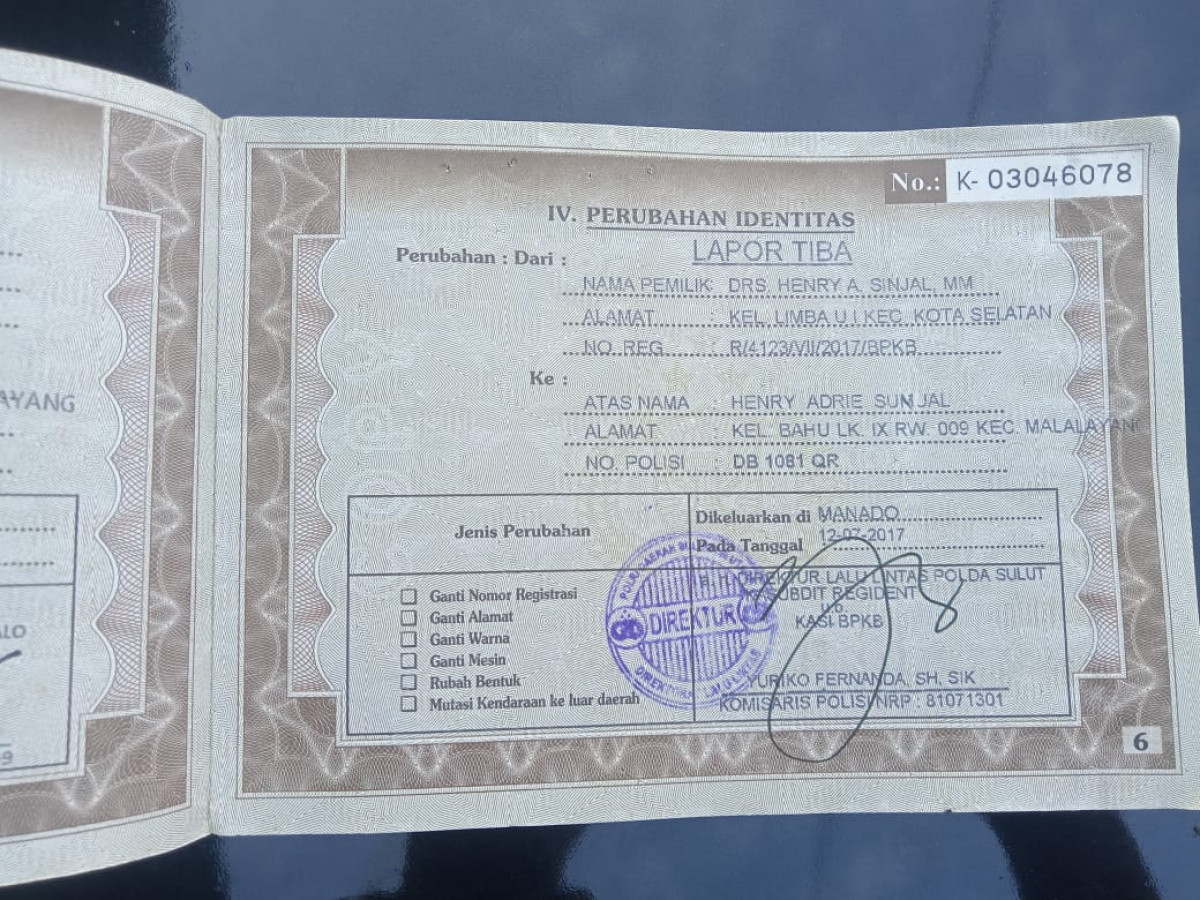 No.: K- 03046078
IV. PERUBAHAN IDENTITAS
Perubahan : Dari :
LAPOR TIBA
NAMA PEMILIK : DRS. HENRY A. SINJAL, MM
ALAMAT : KEL. LIMBA U I KEC. KOTA SELATAN
NO. REG : R/4123/VII/2017/BPKB
Ke :
ATAS NAMA : HENRY ADRIE SUNJAL
ALAMAT : KEL. BAHU LK. IX RW. 009 KEC. MALALAYANG
NO. POLISI : DB 1081 QR
Jenis Perubahan
Dikeluarkan di MANADO
Pada Tanggal 12-07-2017
Ganti Nomor Registrasi
Ganti Alamat
Ganti Warna
Ganti Mesin
Rubah Bentuk
Mutasi Kendaraan ke luar daerah
DIREKTUR LALU LINTAS POLDA SULUT
SUBDIT REGIDENT
KASI BPKB
YURIKO FERNANDA, SH, SIK
KOMISARIS POLISI NRP : 81071301
DIREKTUR
6
AYANG
ALO
9